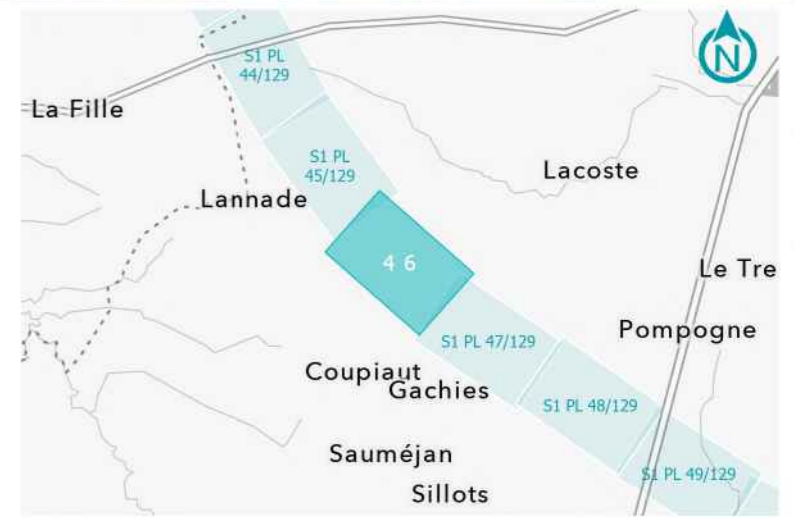 N
S1 PL
44/129
La Fille
S1 PL
45/129
Lacoste
Lannade
4 6
Le Tre
Pompogne
S1 PL 47/129
Coupiaut
Gachies
S1 PL 48/129
Sauméjan
S1 PL 49/129
Sillots